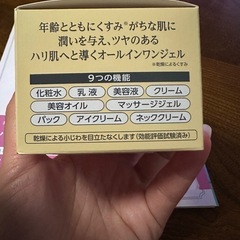 年齢とともにくすみ※がちな肌に
潤いを与え、ツヤのある
ハリ肌へと導くオールインワンジェル
※乾燥によるくすみ
9つの機能
化粧水 乳液 美容液 クリーム
美容オイル マッサージジェル
パック アイクリーム ネッククリーム
乾燥による小じわを目立たなくします(効能評価試験済み)